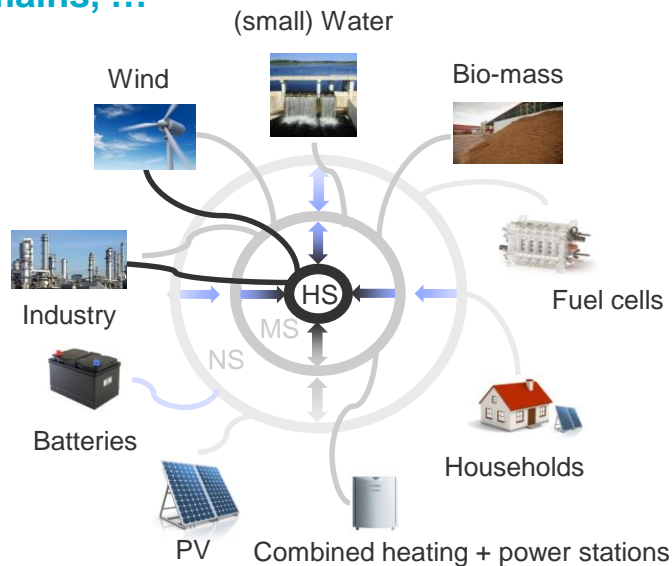 (small) Water
Wind
Bio-mass
HS
Industry
MS
Fuel cells
NS
Batteries
Households
PV
Combined heating + power stations